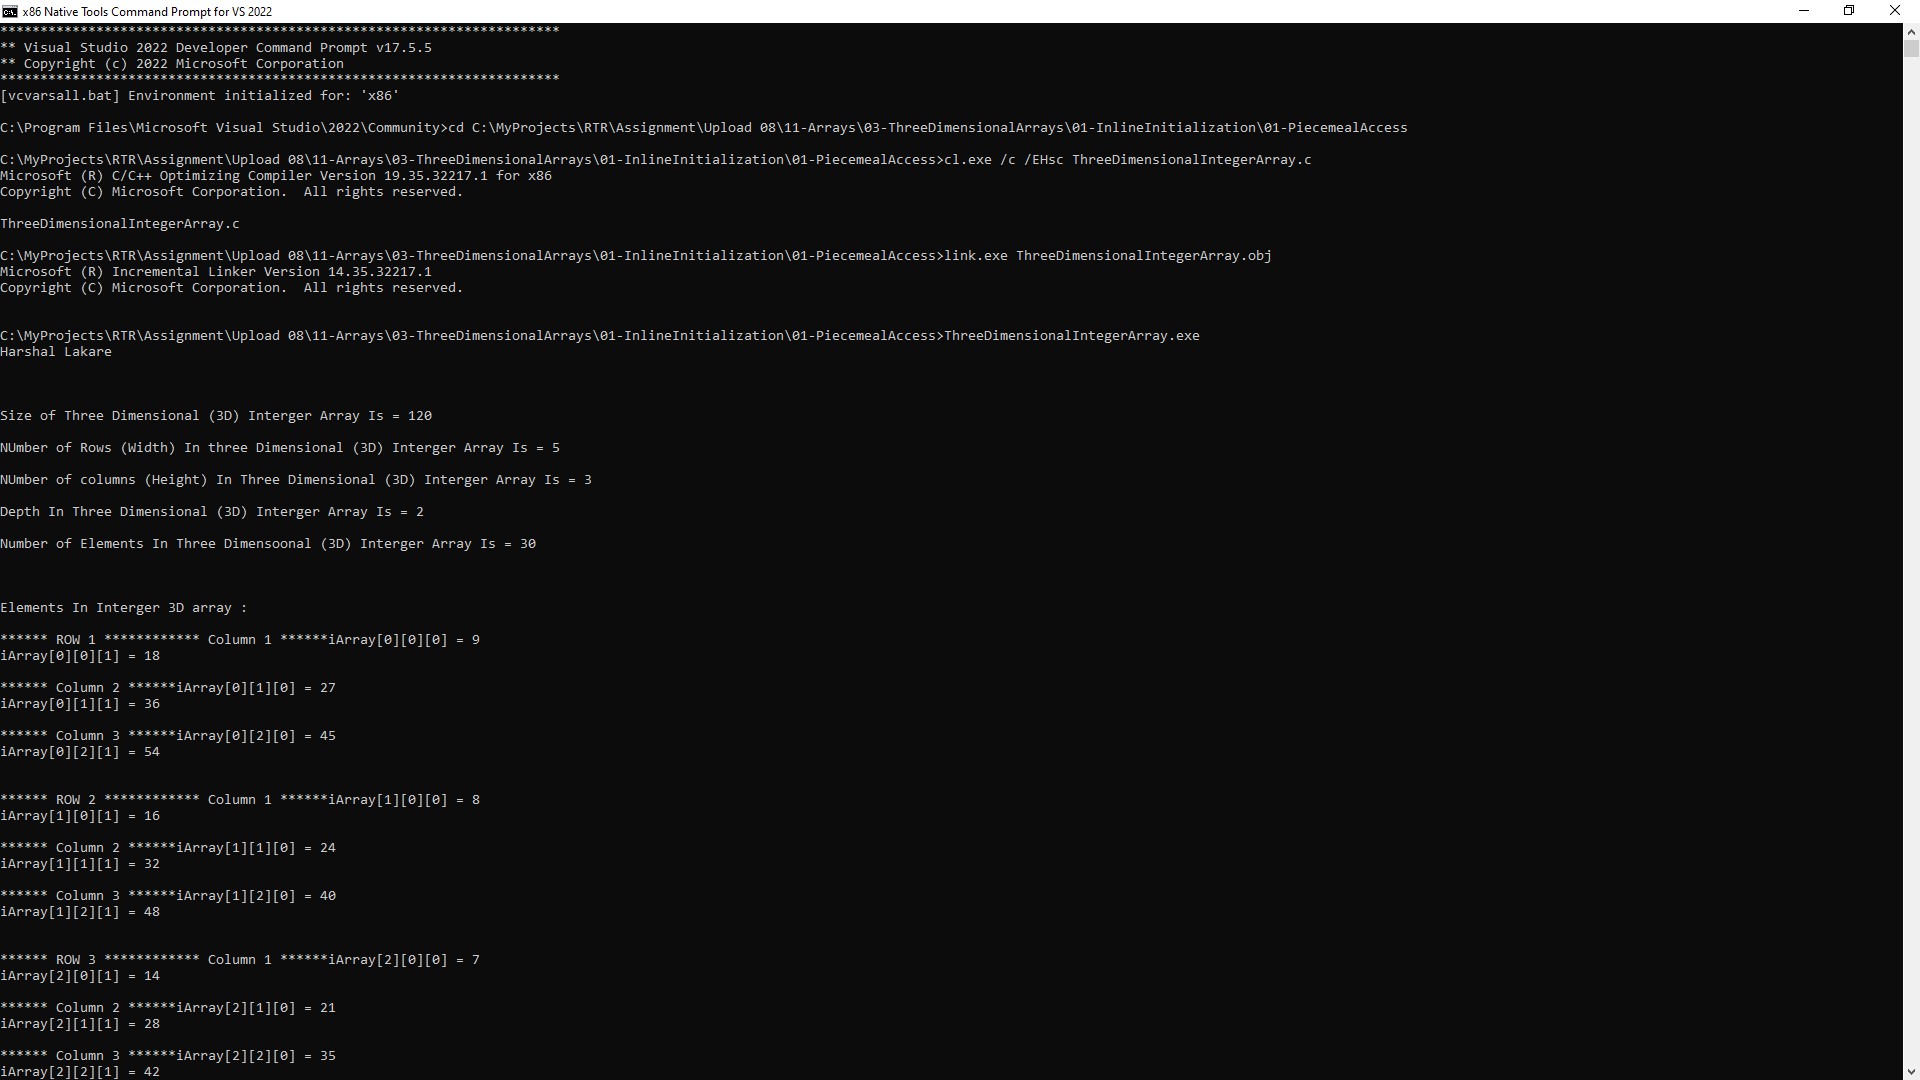 x86 Native Tools Command Prompt for VS 2022
**********************************************************************
** Visual Studio 2022 Developer Command Prompt v17.5.5
** Copyright (c) 2022 Microsoft Corporation
**********************************************************************
[vcvarsall.bat] Environment initialized for: 'x86'
C:\Program Files\Microsoft Visual Studio\2022\Community>cd C:\MyProjects\RTR\Assignment\Upload 08\11-Arrays\03-ThreeDimensionalArrays\01-InlineInitialization\01-PiecemealAccess
C:\MyProjects\RTR\Assignment\Upload 08\11-Arrays\03-ThreeDimensionalArrays\01-InlineInitialization\01-PiecemealAccess>cl.exe /c /EHsc ThreeDimensionalIntegerArray.c
Microsoft (R) C/C++ Optimizing Compiler Version 19.35.32217.1 for x86
Copyright (C) Microsoft Corporation.  All rights reserved.
ThreeDimensionalIntegerArray.c
C:\MyProjects\RTR\Assignment\Upload 08\11-Arrays\03-ThreeDimensionalArrays\01-InlineInitialization\01-PiecemealAccess>link.exe ThreeDimensionalIntegerArray.obj
Microsoft (R) Incremental Linker Version 14.35.32217.1
Copyright (C) Microsoft Corporation.  All rights reserved.
C:\MyProjects\RTR\Assignment\Upload 08\11-Arrays\03-ThreeDimensionalArrays\01-InlineInitialization\01-PiecemealAccess>ThreeDimensionalIntegerArray.exe
Harshal Lakare
Size of Three Dimensional (3D) Interger Array Is = 120
NUmber of Rows (Width) In three Dimensional (3D) Interger Array Is = 5
NUmber of columns (Height) In Three Dimensional (3D) Interger Array Is = 3
Depth In Three Dimensional (3D) Interger Array Is = 2
Number of Elements In Three Dimensoonal (3D) Interger Array Is = 30
Elements In Interger 3D array :
****** ROW 1 ************ Column 1 ******iArray[0][0][0] = 9
iArray[0][0][1] = 18
****** Column 2 ******iArray[0][1][0] = 27
iArray[0][1][1] = 36
****** Column 3 ******iArray[0][2][0] = 45
iArray[0][2][1] = 54
****** ROW 2 ************ Column 1 ******iArray[1][0][0] = 8
iArray[1][0][1] = 16
****** Column 2 ******iArray[1][1][0] = 24
iArray[1][1][1] = 32
****** Column 3 ******iArray[1][2][0] = 40
iArray[1][2][1] = 48
****** ROW 3 ************ Column 1 ******iArray[2][0][0] = 7
iArray[2][0][1] = 14
****** Column 2 ******iArray[2][1][0] = 21
iArray[2][1][1] = 28
****** Column 3 ******iArray[2][2][0] = 35
iArray[2][2][1] = 42